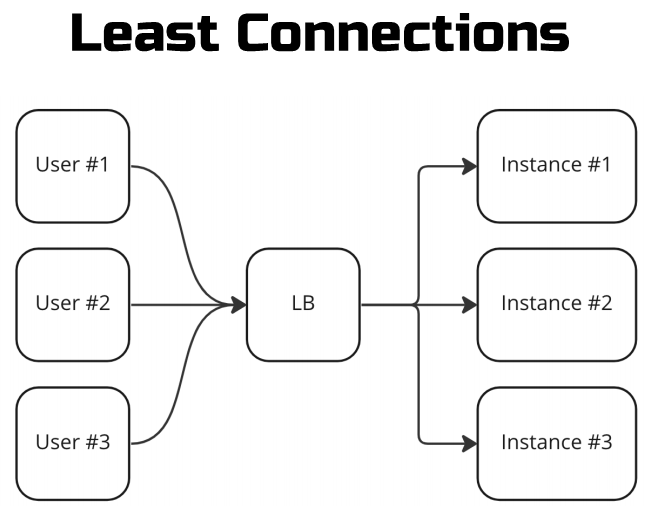 Least Connections
User #1
User #2
User #3
LB
Instance #1
Instance #2
Instance #3